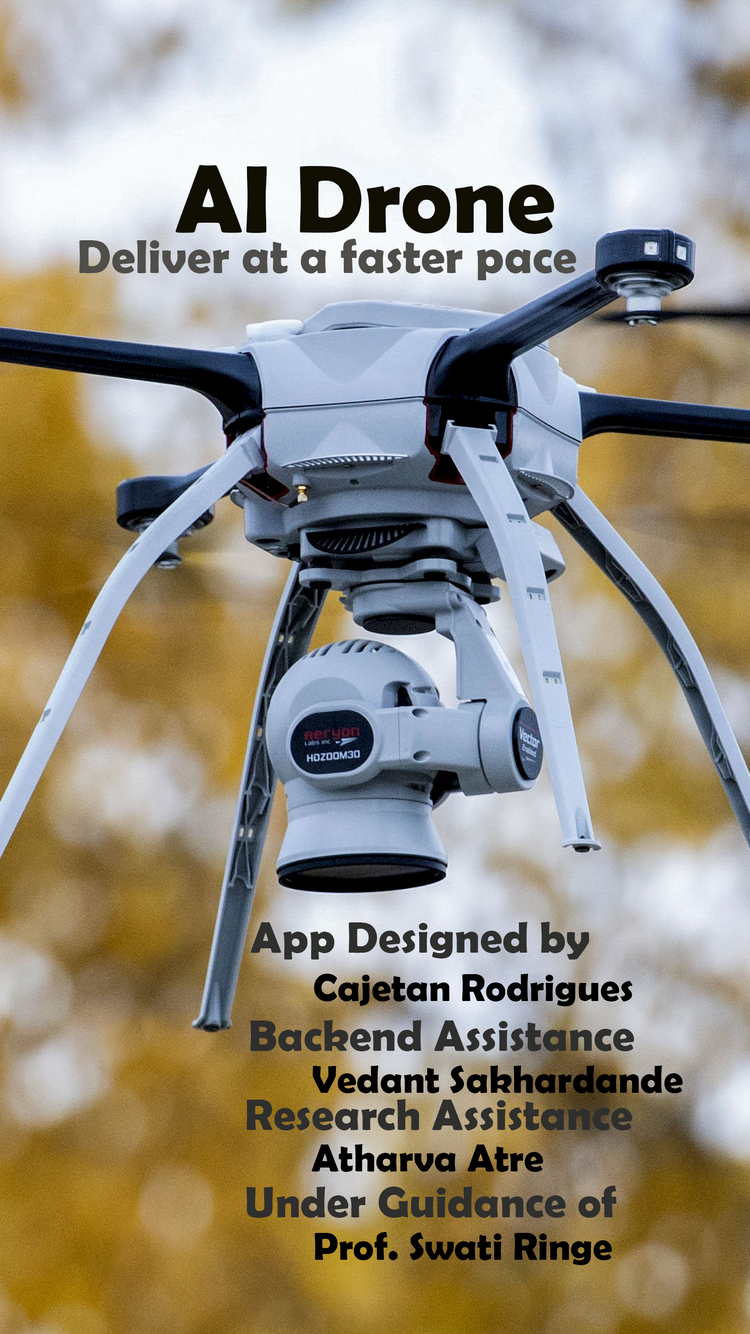 AI Drone
Deliver at a faster pace
Aeryon
Labs Inc
HDZOOM30
Vector
Enabled
App Designed by
Cajetan Rodrigues
Backend Assistance
Vedant Sakhardande
Research Assistance
Atharva Atre
Under Guidance of
Prof. Swati Ringe